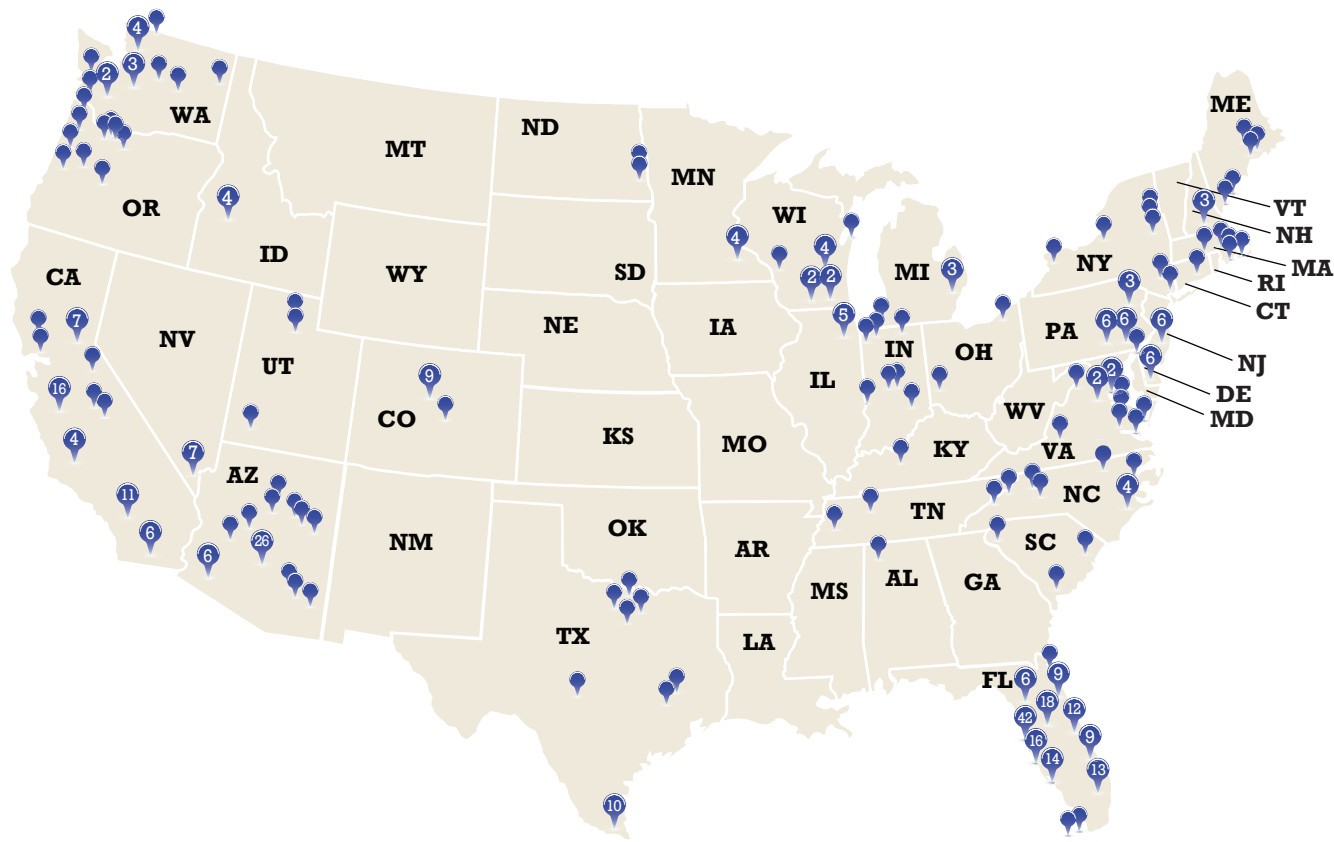 4
3
2
WA
ME
ND
MT
MN
OR
4
WI
3
VT
NH
ID
4
4
NY
MA
CA
WY
SD
MI
3
RI
2
2
3
CT
7
NV
NE
IA
5
PA
6
6
6
IN
OH
NJ
UT
9
IL
6
2
2
DE
16
CO
WV
MD
4
KS
MO
KY
VA
7
AZ
11
NC
4
TN
6
26
NM
OK
AR
SC
6
MS
AL
GA
TX
LA
FL
6
9
18
12
42
16
9
14
13
10